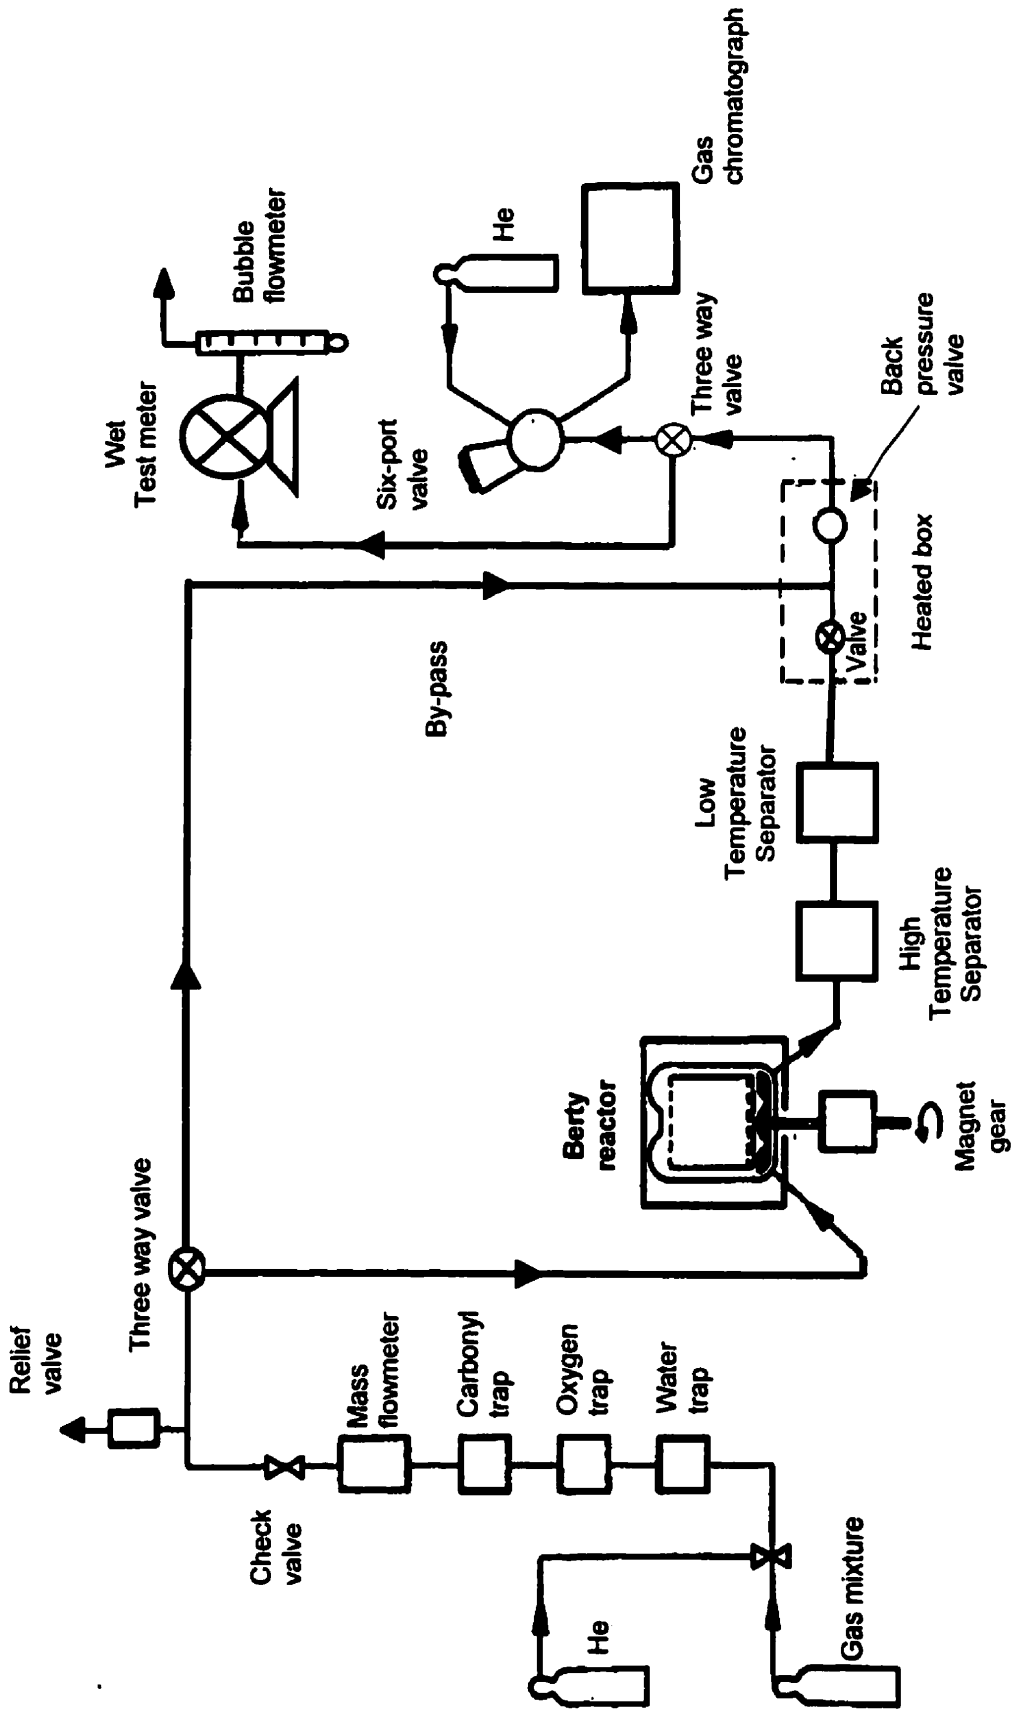 Relief
valve
Three way valve
Check
valve
Mass
flowmeter
Carbonyl
trap
Oxygen
trap
Water
trap
He
Gas mixture
Berty
reactor
Magnet
gear
High
Temperature
Separator
Low
Temperature
Separator
By-pass
Valve
Heated box
Back
pressure
valve
Three way
valve
Six-port
valve
Wet
Test meter
Bubble
flowmeter
He
Gas
chromatograph